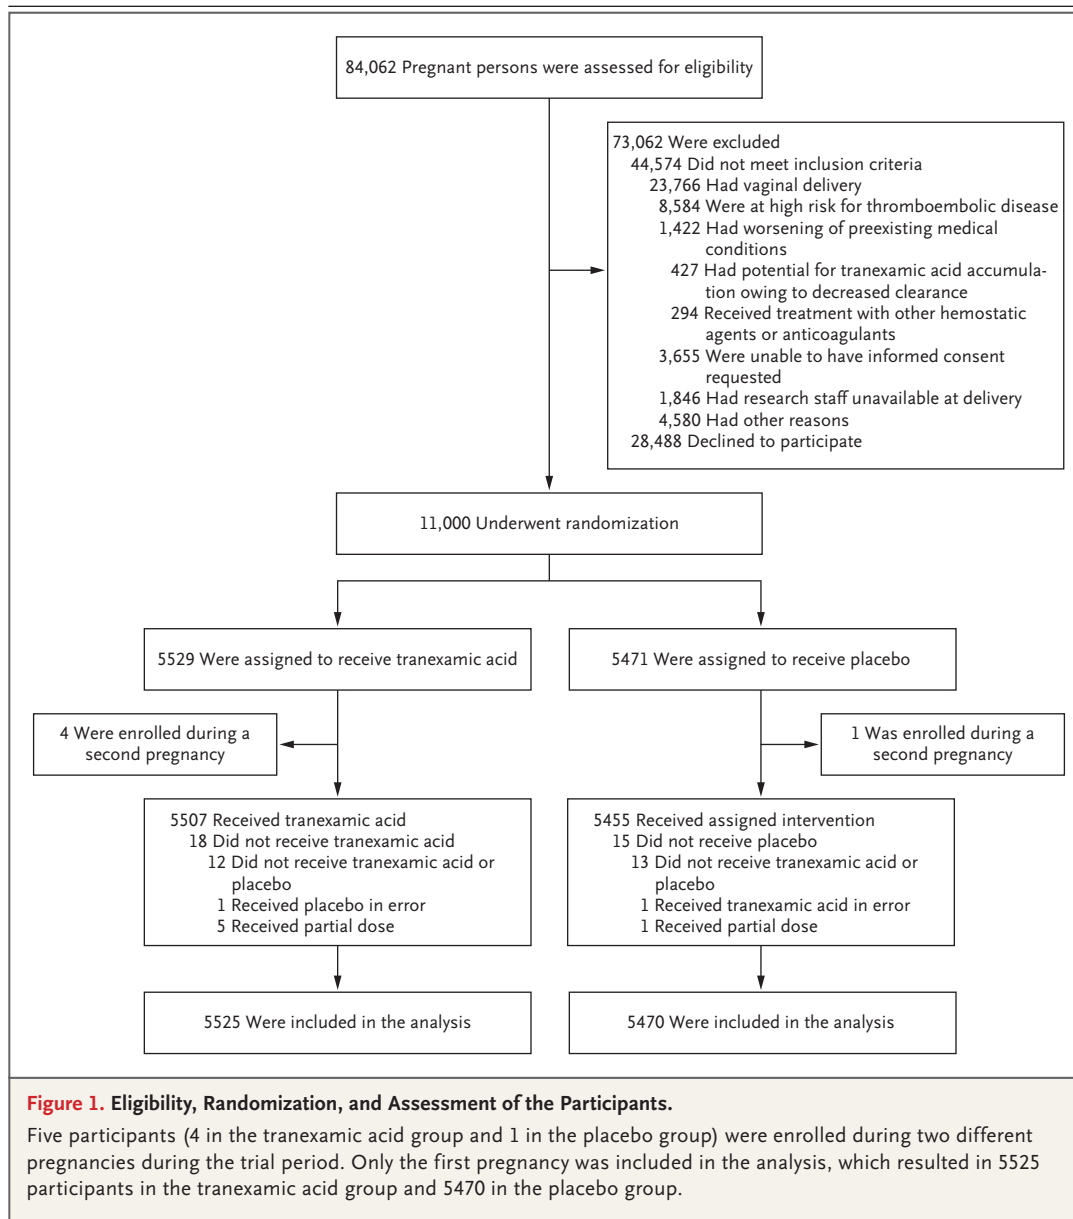 84,062 Pregnant persons were assessed for eligibility
73,062 Were excluded
44,574 Did not meet inclusion criteria
23,766 Had vaginal delivery
8,584 Were at high risk for thromboembolic disease
1,422 Had worsening of preexisting medical
conditions
427 Had potential for tranexamic acid accumula-
tion owing to decreased clearance
294 Received treatment with other hemostatic
agents or anticoagulants
3,655 Were unable to have informed consent
requested
1,846 Had research staff unavailable at delivery
4,580 Had other reasons
28,488 Declined to participate
11,000 Underwent randomization
5529 Were assigned to receive tranexamic acid
5471 Were assigned to receive placebo
4 Were enrolled during a
second pregnancy
1 Was enrolled during a
second pregnancy
5507 Received tranexamic acid
18 Did not receive tranexamic acid
12 Did not receive tranexamic acid or
placebo
1 Received placebo in error
5 Received partial dose
5455 Received assigned intervention
15 Did not receive placebo
13 Did not receive tranexamic acid or
placebo
1 Received tranexamic acid in error
1 Received partial dose
5525 Were included in the analysis
5470 Were included in the analysis
Figure 1. Eligibility, Randomization, and Assessment of the Participants.
Five participants (4 in the tranexamic acid group and 1 in the placebo group) were enrolled during two different
pregnancies during the trial period. Only the first pregnancy was included in the analysis, which resulted in 5525
participants in the tranexamic acid group and 5470 in the placebo group.